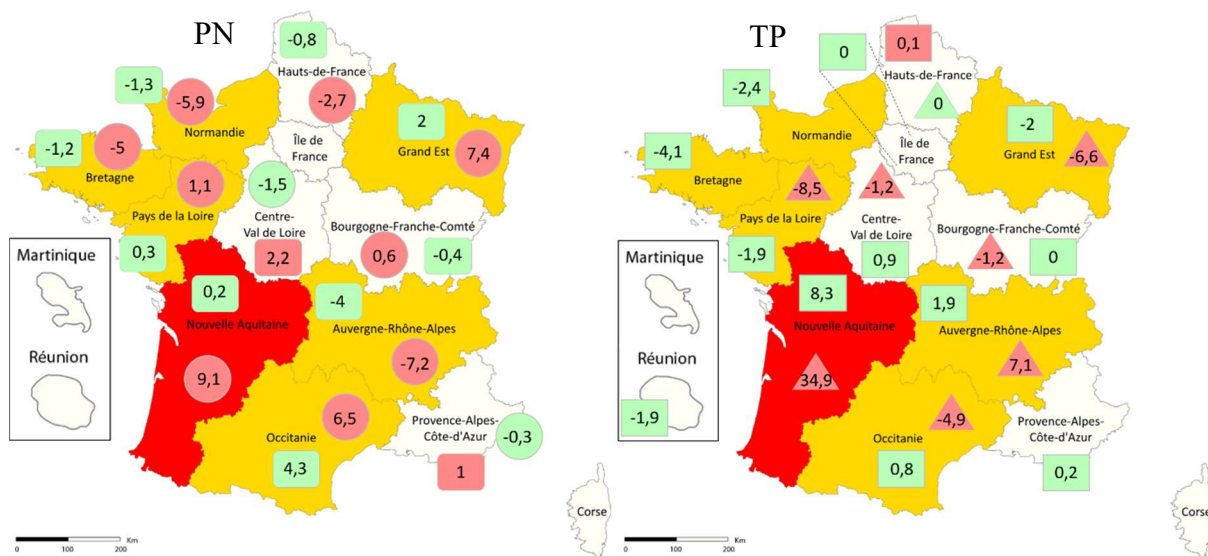 PN
-0,8
Hauts-de-France
-2,7
-1,3
-5,9
Normandie
2
Grand Est
7,4
Île de
France
-1,2
-5
Bretagne
1,1
Pays de la Loire
0,3
-1,5
Centre-
Val de Loire
2,2
Bourgogne-Franche-Comté
0,6
-0,4
Martinique
Réunion
0,2
Nouvelle Aquitaine
9,1
-4
Auvergne-Rhône-Alpes
-7,2
6,5
Occitanie
4,3
Provence-Alpes-
Côte-d'Azur
-0,3
1
Corse
0 100 200 Km
TP
0
0,1
Hauts-de-France
0
-2,4
Normandie
-2
Grand Est
-6,6
Île de
France
-4,1
Bretagne
-8,5
Pays de la Loire
-1,9
-1,2
Centre-
Val de Loire
0,9
Bourgogne-Franche-Comté
-1,2
0
Martinique
Réunion
-1,9
8,3
Nouvelle Aquitaine
34,9
1,9
Auvergne-Rhône-Alpes
7,1
-4,9
Occitanie
0,8
Provence-Alpes-
Côte-d'Azur
0,2
Corse
0 100 200 Km